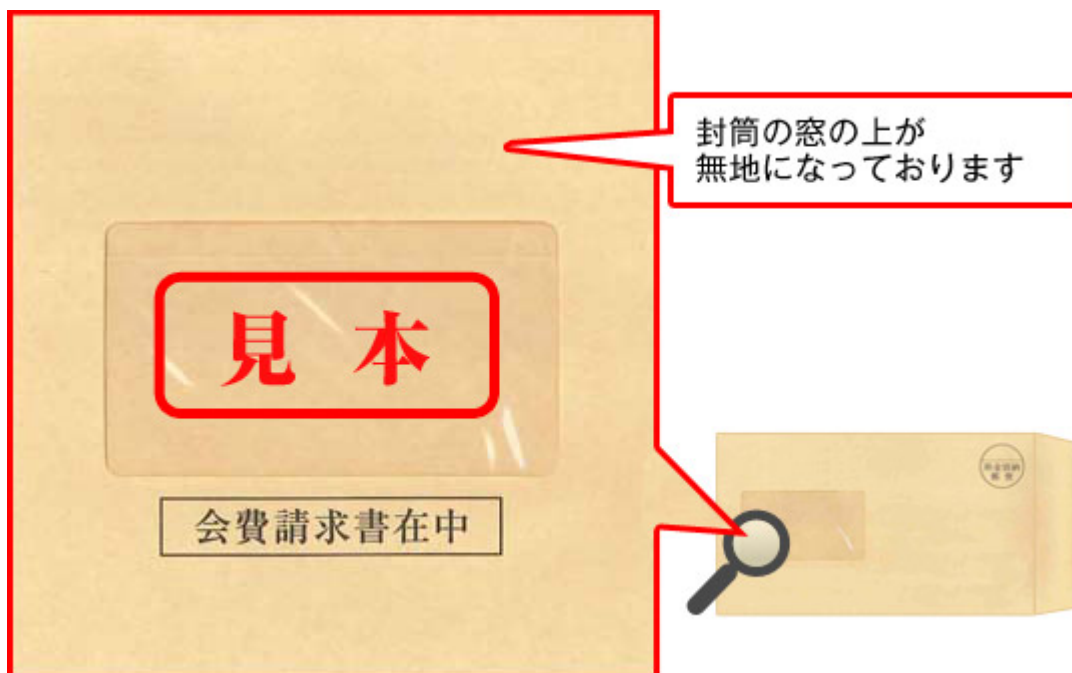 封筒の窓の上が
無地になっております
見本
会費請求書在中